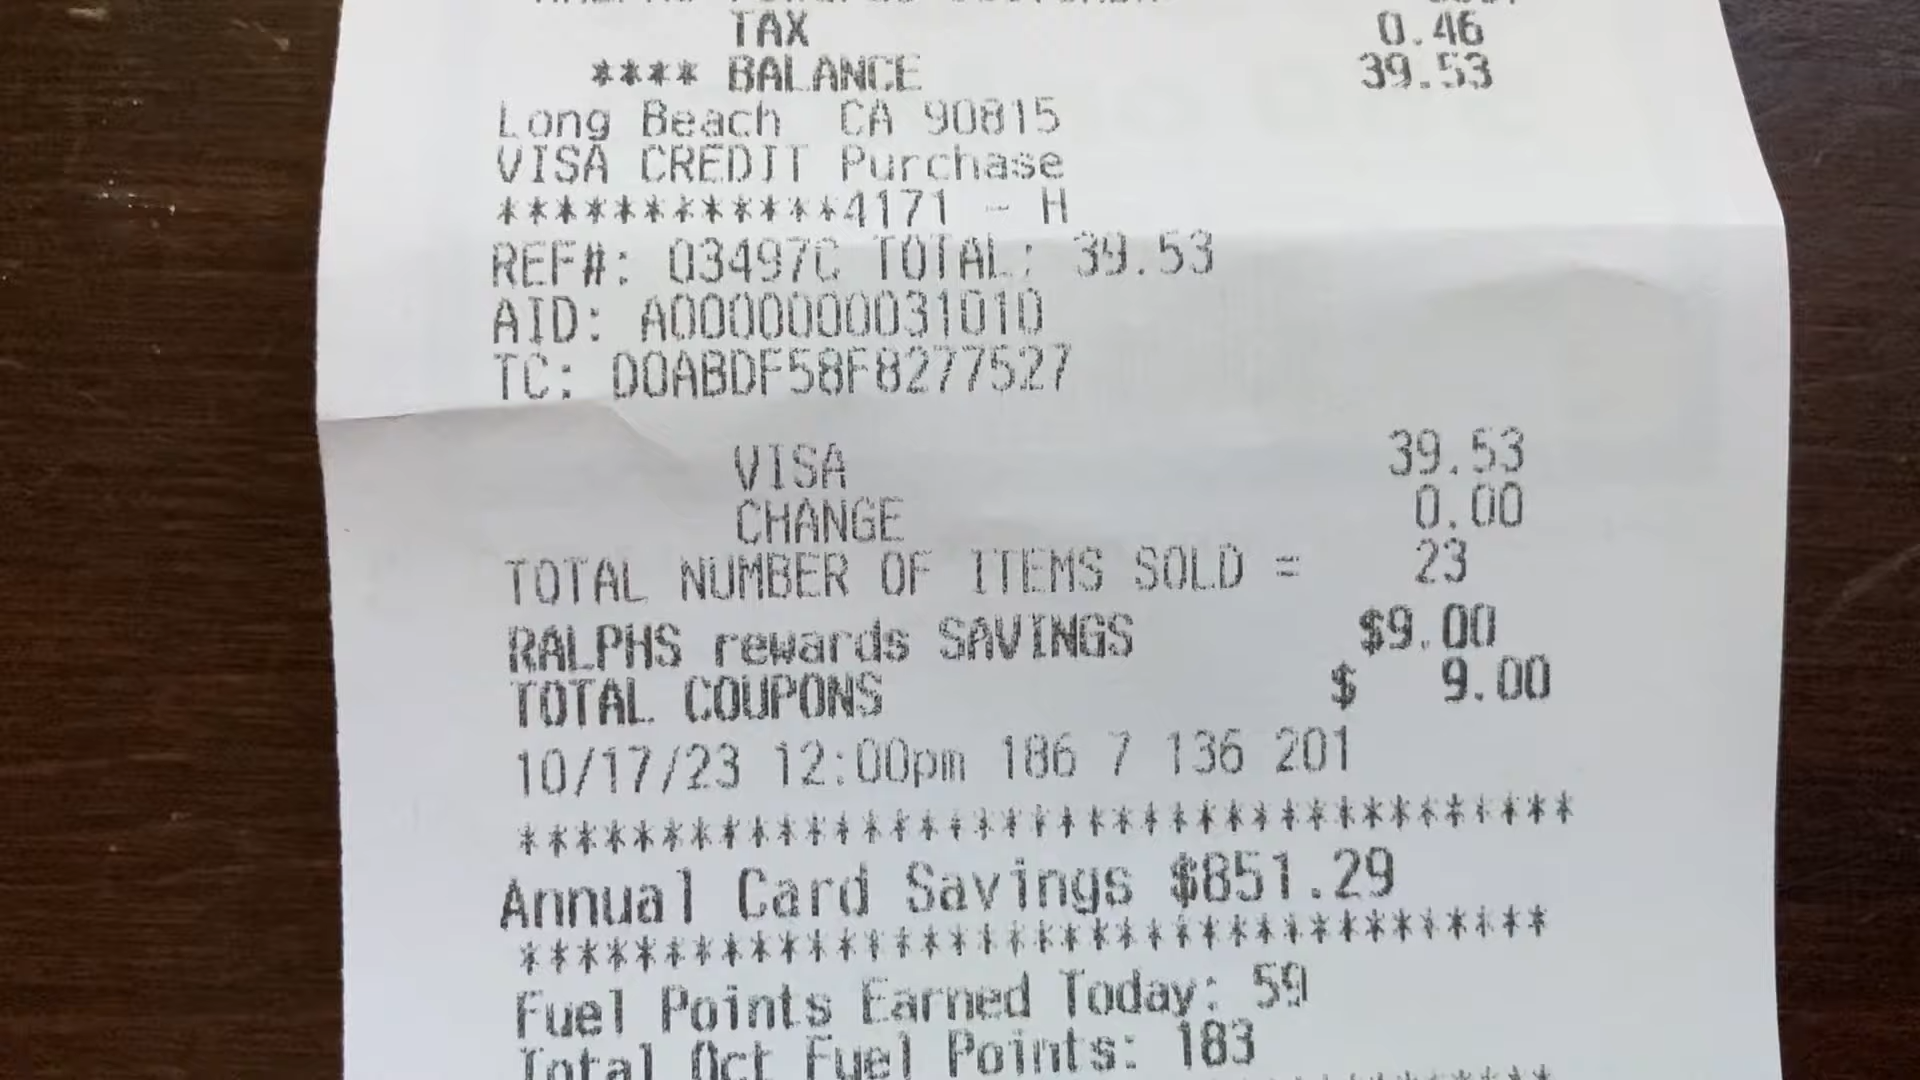 TAX 0.46
**** BALANCE 39.53
Long Beach CA 90815
VISA CREDIT Purchase
************4171 - H
REF#: 03497C TOTAL: 39.53
AID: A0000000031010
TC: D0ABDF58F8277527
VISA 39.53
CHANGE 0.00
TOTAL NUMBER OF ITEMS SOLD = 23
RALPHS rewards SAVINGS $9.00
TOTAL COUPONS $ 9.00
10/17/23 12:00pm 186 7 136 201
*************************************
Annual Card Savings $851.29
************************************
Fuel Points Earned Today: 59
Total Oct Fuel Points: 183